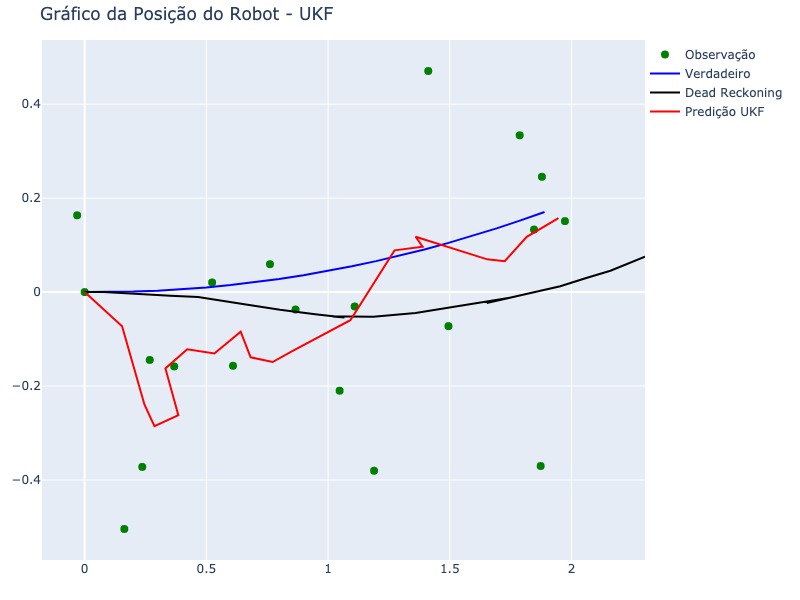 Gráfico da Posição do Robot - UKF
Observação
Verdadeiro
Dead Reckoning
Predição UKF
0.4
0.2
0
−0.2
−0.4
0
0.5
1
1.5
2